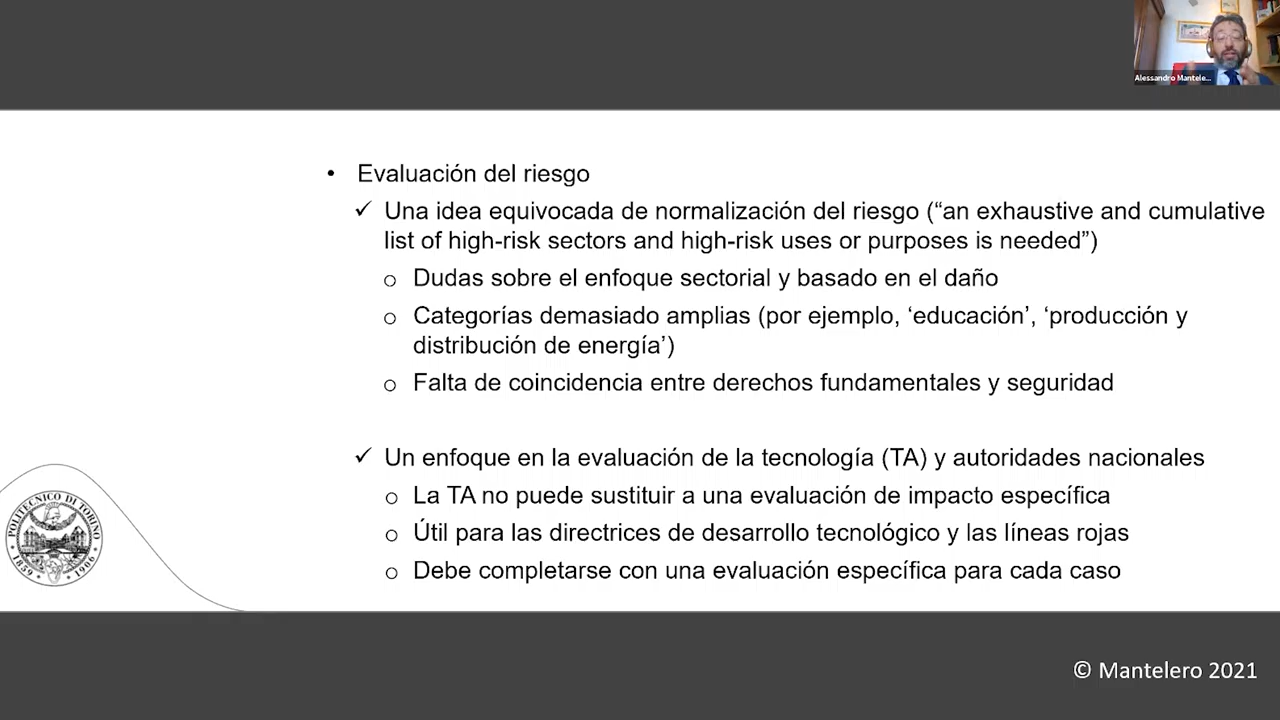 Alessandro Mantele...
• Evaluación del riesgo
✓ Una idea equivocada de normalización del riesgo (“an exhaustive and cumulative
list of high-risk sectors and high-risk uses or purposes is needed”)
o Dudas sobre el enfoque sectorial y basado en el daño
o Categorías demasiado amplias (por ejemplo, ‘educación’, ‘producción y
distribución de energía’)
o Falta de coincidencia entre derechos fundamentales y seguridad
✓ Un enfoque en la evaluación de la tecnología (TA) y autoridades nacionales
o La TA no puede sustituir a una evaluación de impacto específica
o Útil para las directrices de desarrollo tecnológico y las líneas rojas
o Debe completarse con una evaluación específica para cada caso
POLITECNICO DI TORINO
1859 1906
© Mantelero 2021